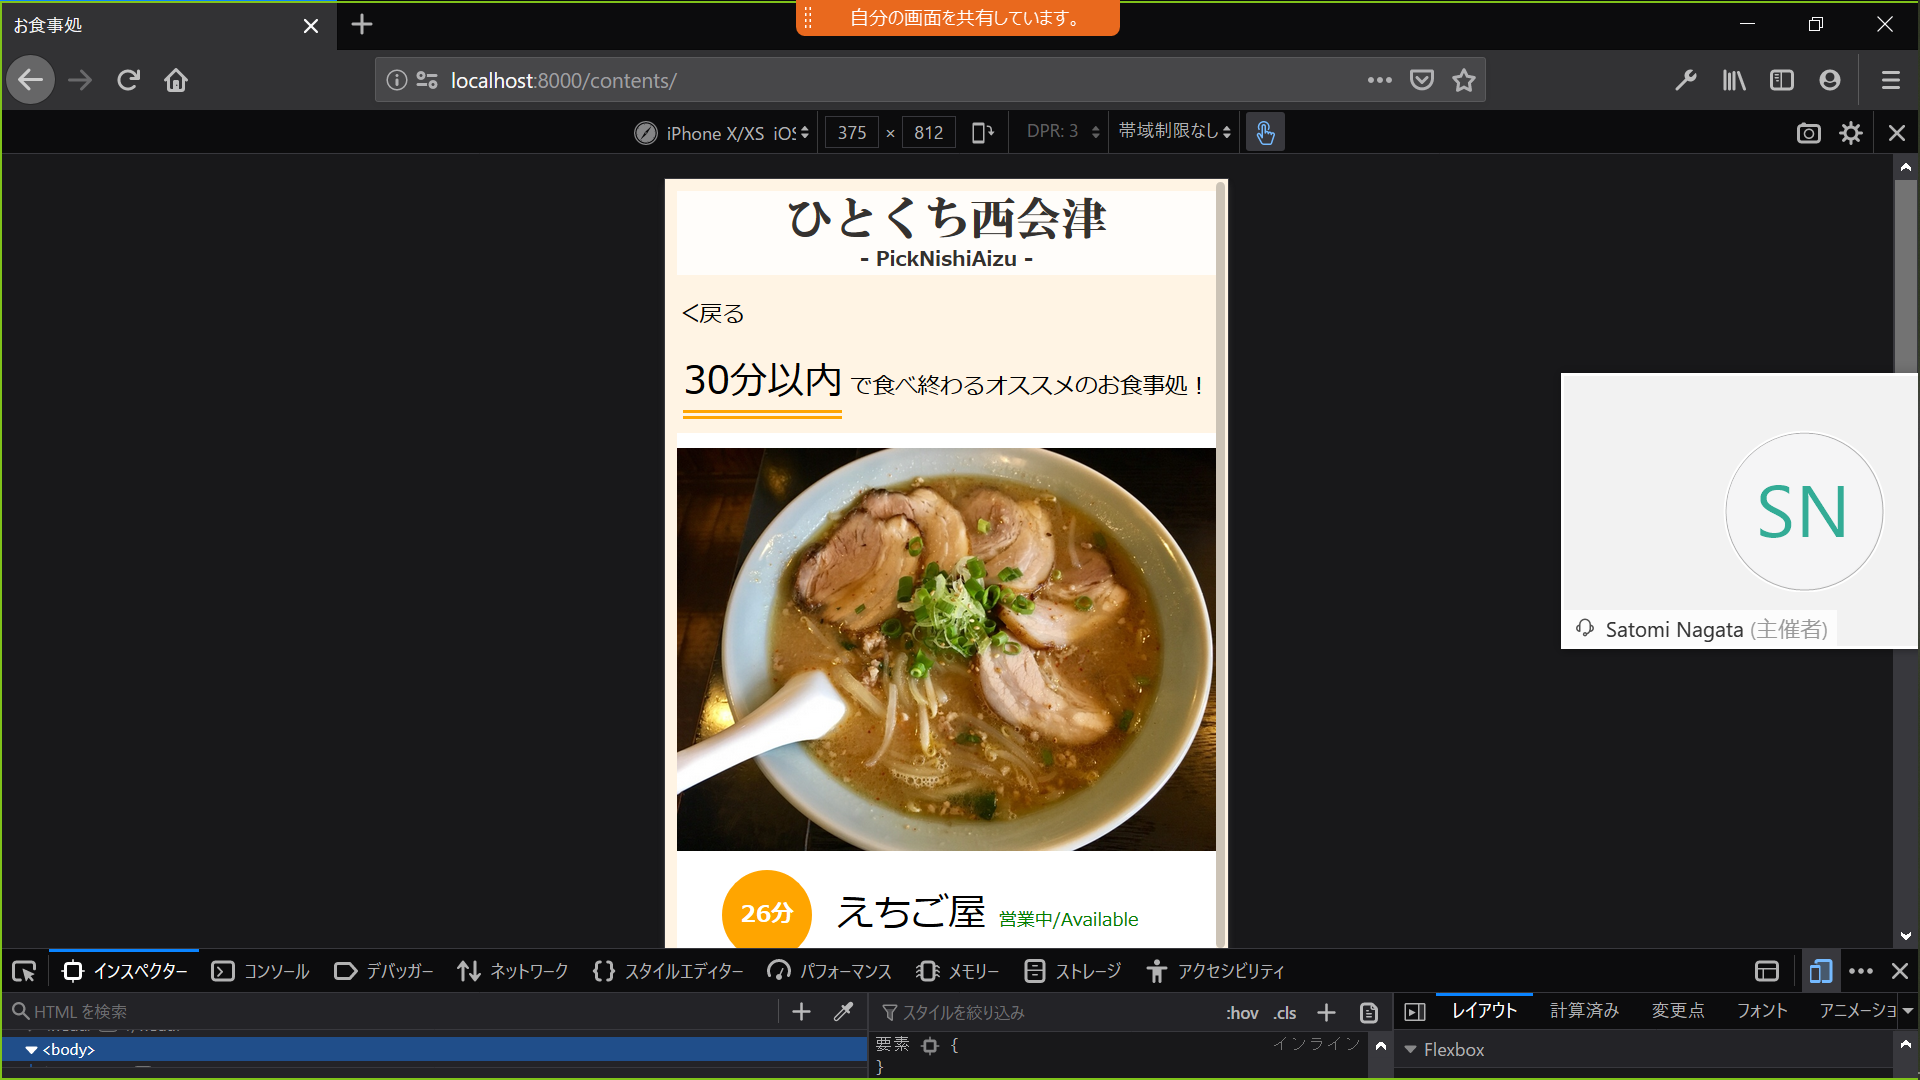 お食事処
自分の画面を共有しています。
localhost:8000/contents/
iPhone X/XS iOS
375 × 812
DPR: 3
帯域制限なし
ひとくち西会津
- PickNishiAizu -
<戻る
30分以内 で食べ終わるオススメのお食事処！
SN
Satomi Nagata (主催者)
26分
えちご屋 営業中/Available
インスペクター コンソール デバッガー ネットワーク スタイルエディター パフォーマンス メモリー ストレージ アクセシビリティ
HTML を検索
スタイルを絞り込み
:hov .cls
レイアウト 計算済み 変更点 フォント アニメーショ
<body>
要素 {
インライン
}
Flexbox